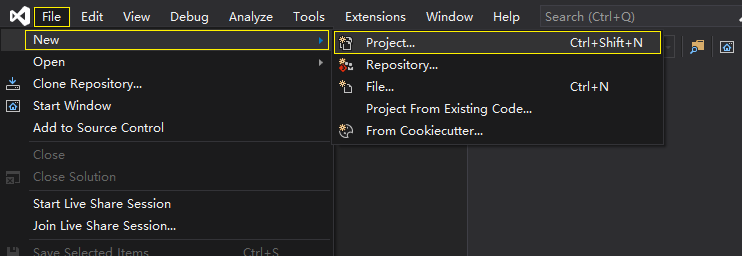 File Edit View Debug Analyze Tools Extensions Window Help Search (Ctrl+Q)
New
Project... Ctrl+Shift+N
Open
Repository...
Clone Repository...
File... Ctrl+N
Start Window
Project From Existing Code...
Add to Source Control
From Cookiecutter...
Close
Close Solution
Start Live Share Session
Join Live Share Session...
Save Selected Items Ctrl+S